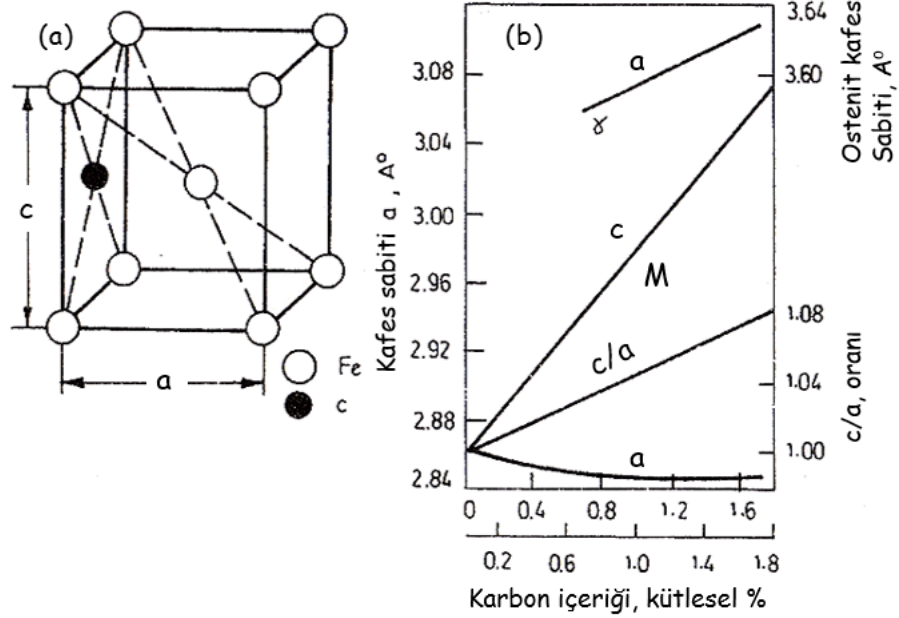 (a)
c
a
Fe
c
(b)
Kafes sabiti a , A°
3.08
3.04
3.00
2.96
2.92
2.88
2.84
a
γ
c
M
c/a
a
3.64
3.60
Ostenit kafes
Sabiti, A°
1.08
1.04
1.00
c/a, oranı
0 0.4 0.8 1.2 1.6
0.2 0.6 1.0 1.4 1.8
Karbon içeriği, kütlesel %